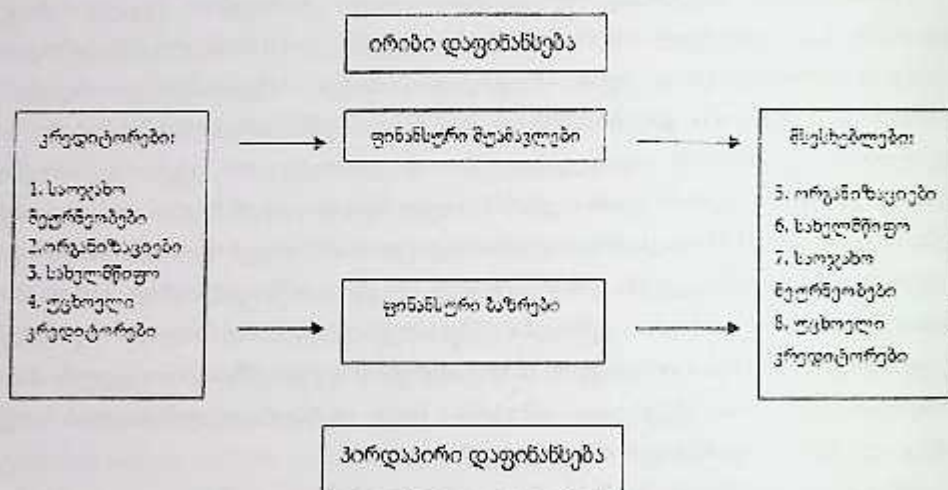 ირიბი დაფინანსება
კრედიტორები:
1. საოჯახო
მეურნეობები
2.ორგანიზაციები
3. სახელმწიფო
4. უცხოელი
კრედიტორები
ფინანსური შუამავლები
ფინანსური ბაზრები
მსესხებლები:
5. ორგანიზაციები
6. სახელმწიფო
7. საოჯახო
მეურნეობები
8. უცხოელი
კრედიტორები
პირდაპირი დაფინანსება